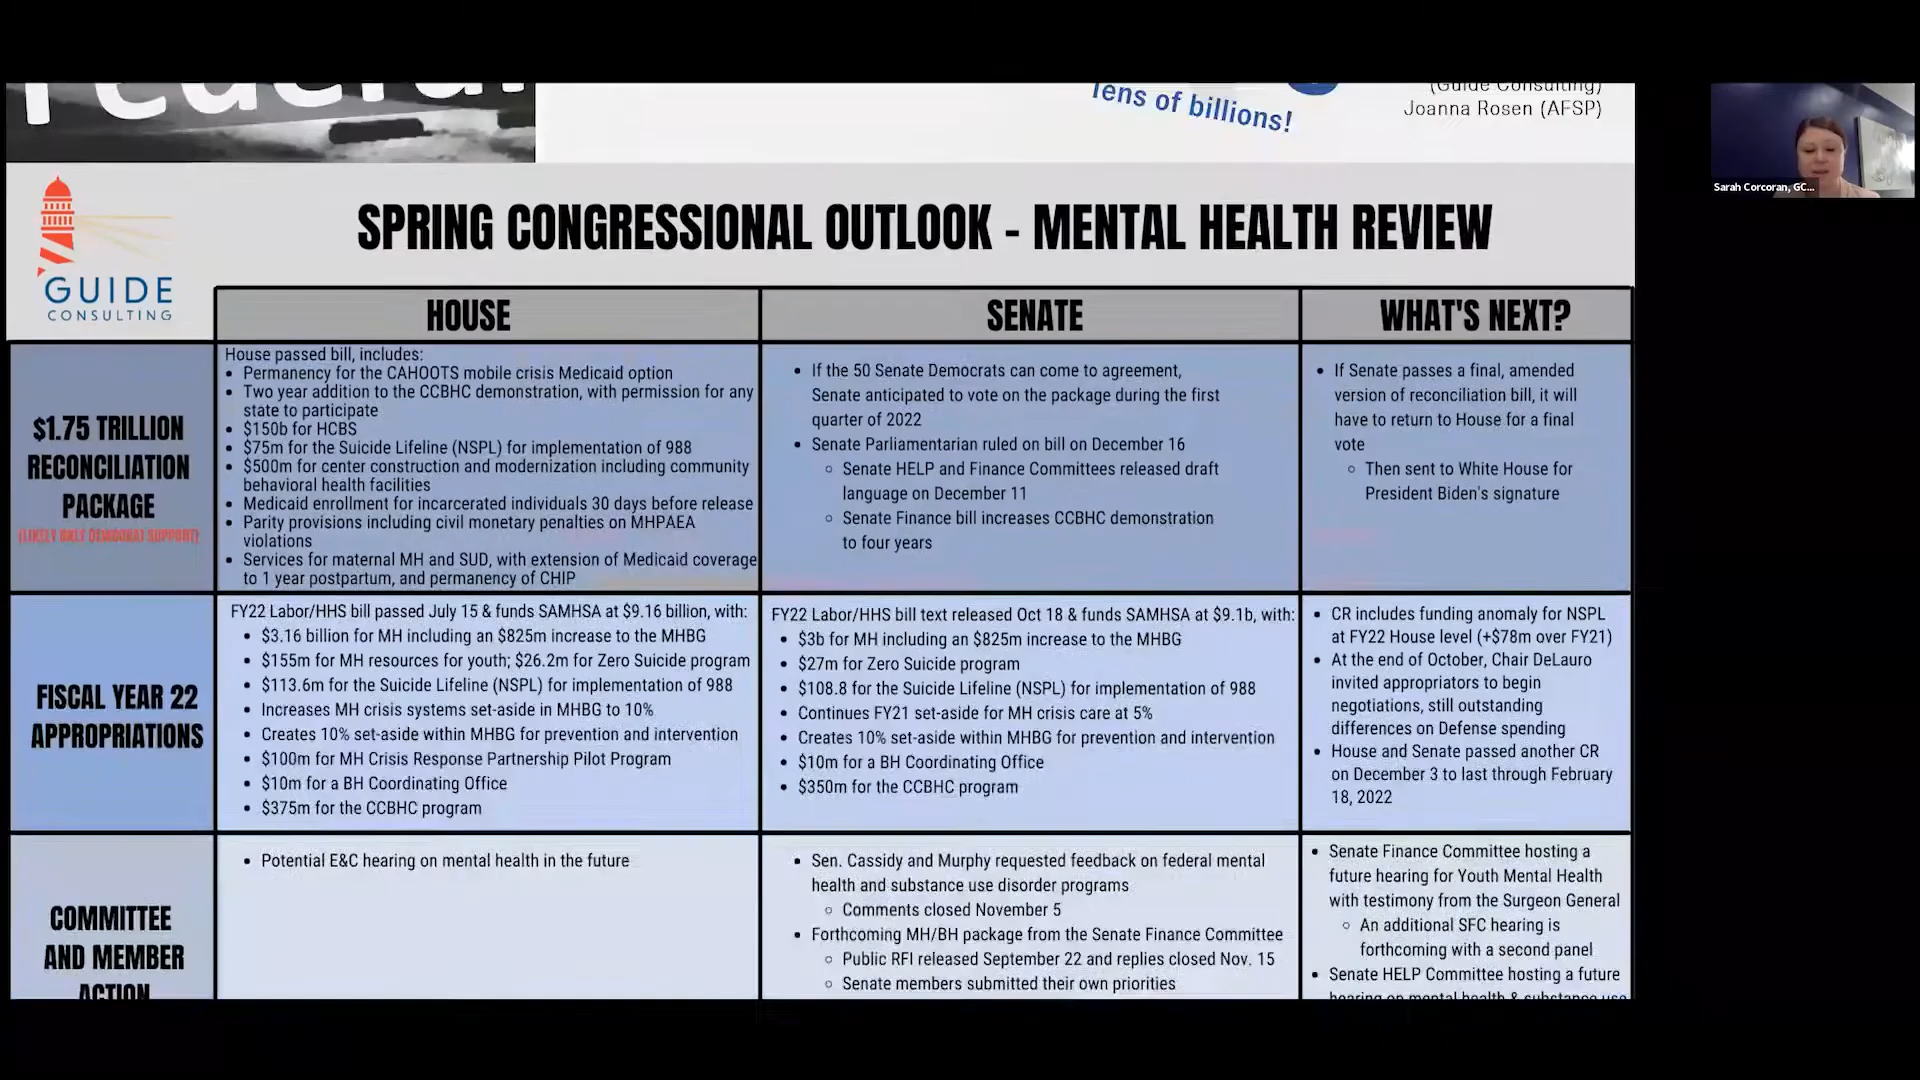 Federal
Tens of billions!
(Guide Consulting)
Joanna Rosen (AFSP)
Sarah Corcoran, GC...
GUIDE
CONSULTING
SPRING CONGRESSIONAL OUTLOOK - MENTAL HEALTH REVIEW
HOUSE
SENATE
WHAT'S NEXT?
$1.75 TRILLION
RECONCILIATION
PACKAGE
(LIKELY ONLY DEMOCRAT SUPPORT)
House passed bill, includes:
• Permanency for the CAHOOTS mobile crisis Medicaid option
• Two year addition to the CCBHC demonstration, with permission for any
state to participate
• $150b for HCBS
• $75m for the Suicide Lifeline (NSPL) for implementation of 988
• $500m for center construction and modernization including community
behavioral health facilities
• Medicaid enrollment for incarcerated individuals 30 days before release
• Parity provisions including civil monetary penalties on MHPAEA
violations
• Services for maternal MH and SUD, with extension of Medicaid coverage
to 1 year postpartum, and permanency of CHIP
• If the 50 Senate Democrats can come to agreement,
Senate anticipated to vote on the package during the first
quarter of 2022
• Senate Parliamentarian ruled on bill on December 16
◦ Senate HELP and Finance Committees released draft
language on December 11
◦ Senate Finance bill increases CCBHC demonstration
to four years
• If Senate passes a final, amended
version of reconciliation bill, it will
have to return to House for a final
vote
◦ Then sent to White House for
President Biden's signature
FISCAL YEAR 22
APPROPRIATIONS
FY22 Labor/HHS bill passed July 15 & funds SAMHSA at $9.16 billion, with:
• $3.16 billion for MH including an $825m increase to the MHBG
• $155m for MH resources for youth; $26.2m for Zero Suicide program
• $113.6m for the Suicide Lifeline (NSPL) for implementation of 988
• Increases MH crisis systems set-aside in MHBG to 10%
• Creates 10% set-aside within MHBG for prevention and intervention
• $100m for MH Crisis Response Partnership Pilot Program
• $10m for a BH Coordinating Office
• $375m for the CCBHC program
FY22 Labor/HHS bill text released Oct 18 & funds SAMHSA at $9.1b, with:
• $3b for MH including an $825m increase to the MHBG
• $27m for Zero Suicide program
• $108.8 for the Suicide Lifeline (NSPL) for implementation of 988
• Continues FY21 set-aside for MH crisis care at 5%
• Creates 10% set-aside within MHBG for prevention and intervention
• $10m for a BH Coordinating Office
• $350m for the CCBHC program
• CR includes funding anomaly for NSPL
at FY22 House level (+$78m over FY21)
• At the end of October, Chair DeLauro
invited appropriators to begin
negotiations, still outstanding
differences on Defense spending
• House and Senate passed another CR
on December 3 to last through February
18, 2022
COMMITTEE
AND MEMBER
ACTION
• Potential E&C hearing on mental health in the future
• Sen. Cassidy and Murphy requested feedback on federal mental
health and substance use disorder programs
◦ Comments closed November 5
• Forthcoming MH/BH package from the Senate Finance Committee
◦ Public RFI released September 22 and replies closed Nov. 15
◦ Senate members submitted their own priorities
• Senate Finance Committee hosting a
future hearing for Youth Mental Health
with testimony from the Surgeon General
◦ An additional SFC hearing is
forthcoming with a second panel
• Senate HELP Committee hosting a future
hearing on mental health & substance use